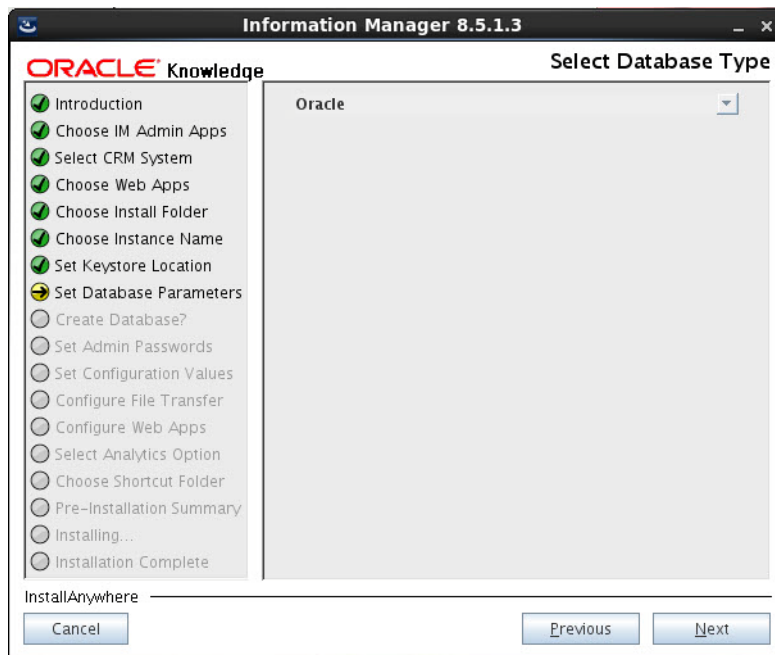 Information Manager 8.5.1.3
ORACLE Knowledge
Select Database Type
Introduction
Choose IM Admin Apps
Select CRM System
Choose Web Apps
Choose Install Folder
Choose Instance Name
Set Keystore Location
Set Database Parameters
Create Database?
Set Admin Passwords
Set Configuration Values
Configure File Transfer
Configure Web Apps
Select Analytics Option
Choose Shortcut Folder
Pre-Installation Summary
Installing...
Installation Complete
Oracle
InstallAnywhere
Cancel
Previous
Next